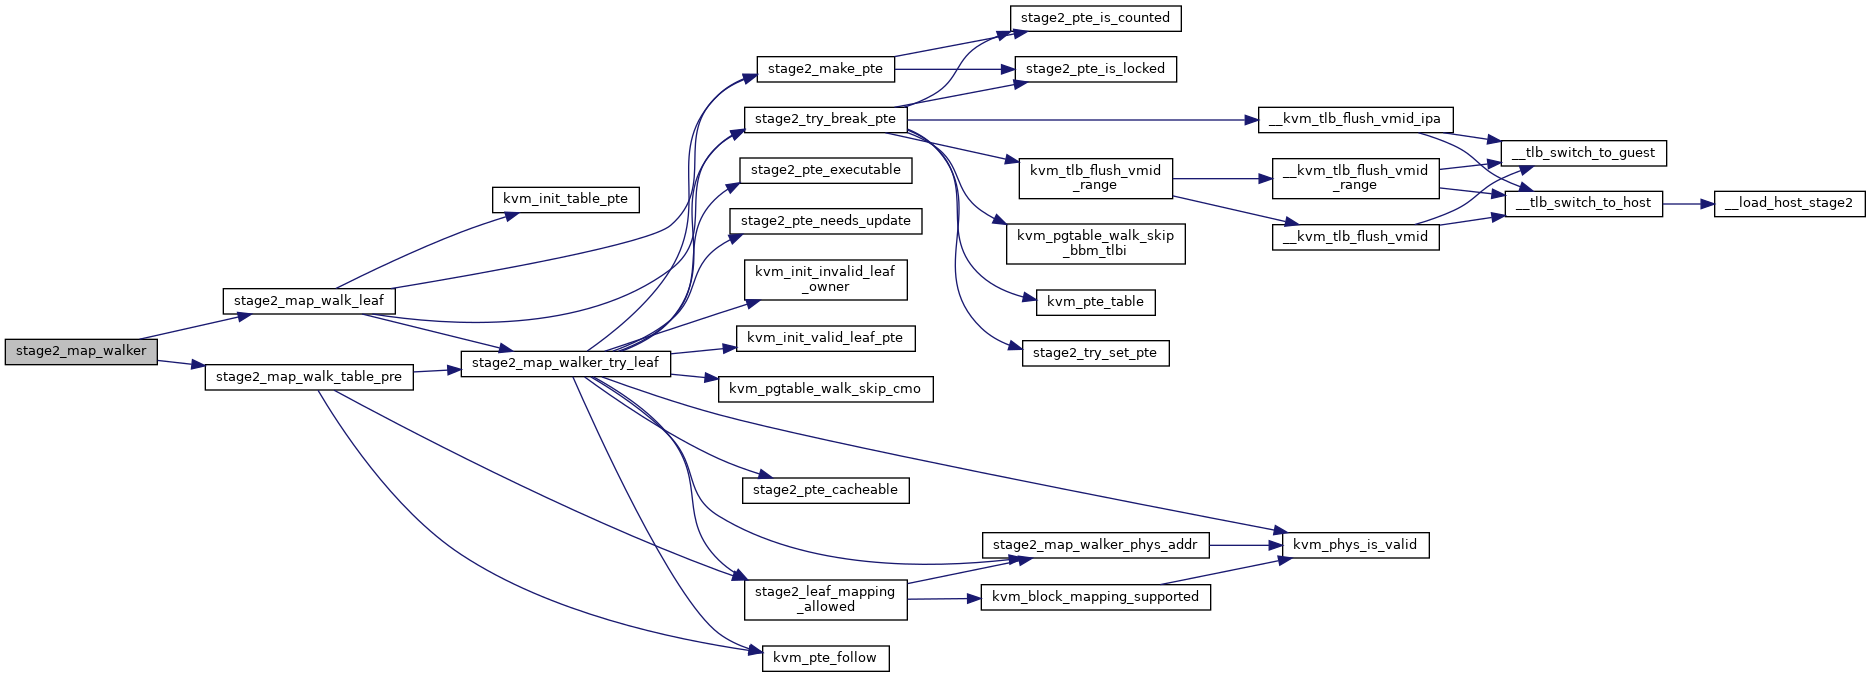 stage2_map_walker
stage2_map_walk_leaf
stage2_map_walk_table_pre
kvm_init_table_pte
stage2_map_walker_try_leaf
stage2_make_pte
stage2_try_break_pte
stage2_pte_executable
stage2_pte_needs_update
kvm_init_invalid_leaf
_owner
kvm_init_valid_leaf_pte
kvm_pgtable_walk_skip_cmo
stage2_pte_cacheable
stage2_leaf_mapping
_allowed
kvm_pte_follow
stage2_pte_is_counted
stage2_pte_is_locked
kvm_tlb_flush_vmid
_range
kvm_pgtable_walk_skip
_bbm_tlbi
kvm_pte_table
stage2_try_set_pte
stage2_map_walker_phys_addr
kvm_block_mapping_supported
__kvm_tlb_flush_vmid_ipa
__kvm_tlb_flush_vmid
_range
__kvm_tlb_flush_vmid
kvm_phys_is_valid
__tlb_switch_to_guest
__tlb_switch_to_host
__load_host_stage2